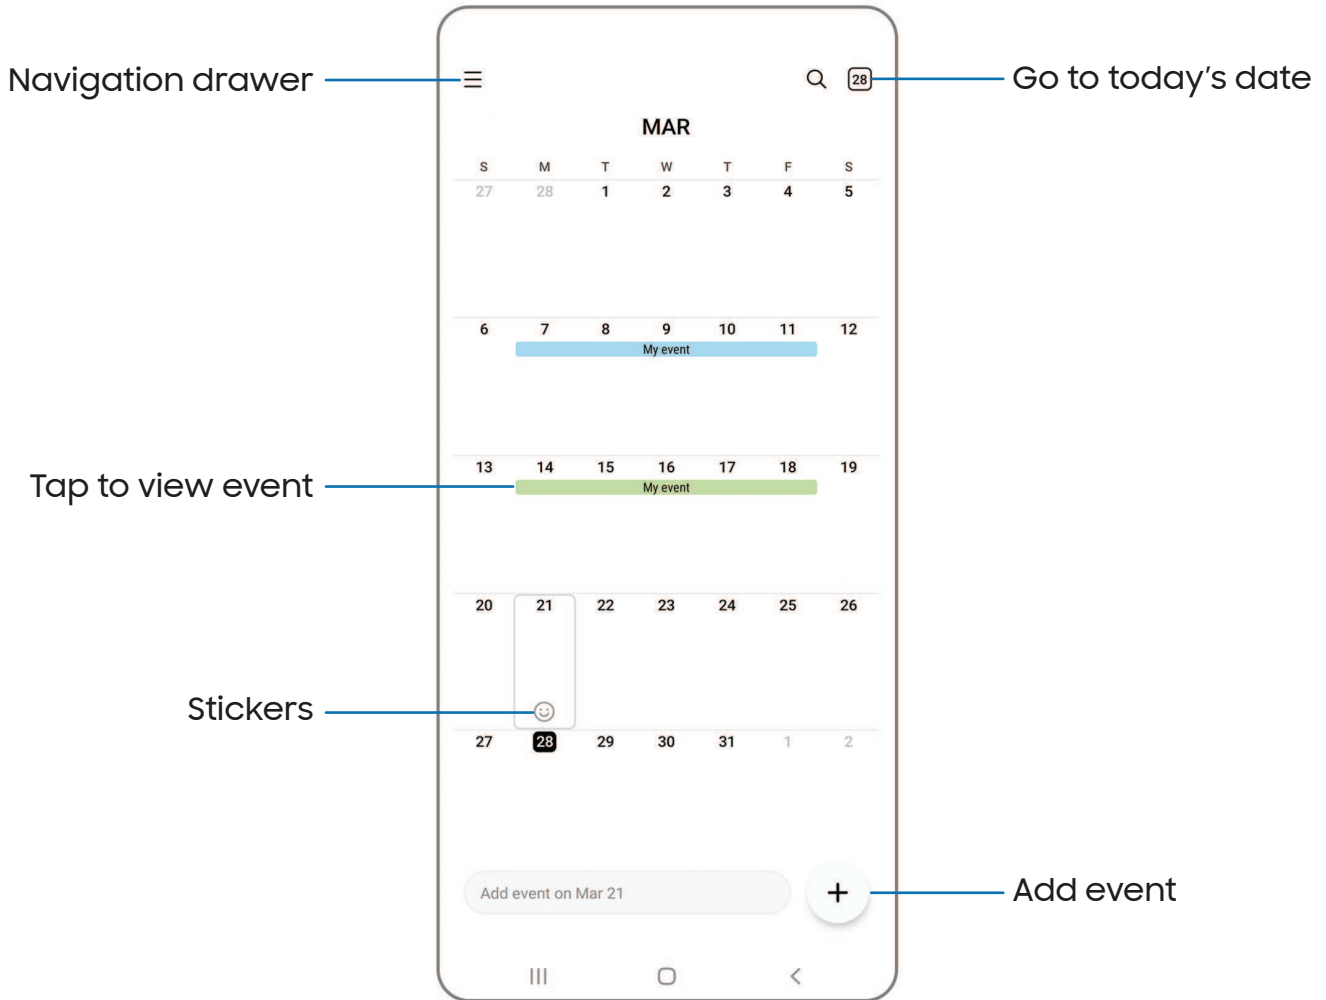 Navigation drawer
28
Go to today's date
MAR
S M T W T F S
27 28 1 2 3 4 5
6 7 8 9 10 11 12
My event
13 14 15 16 17 18 19
Tap to view event
My event
20 21 22 23 24 25 26
Stickers
27 28 29 30 31 1 2
Add event on Mar 21
Add event